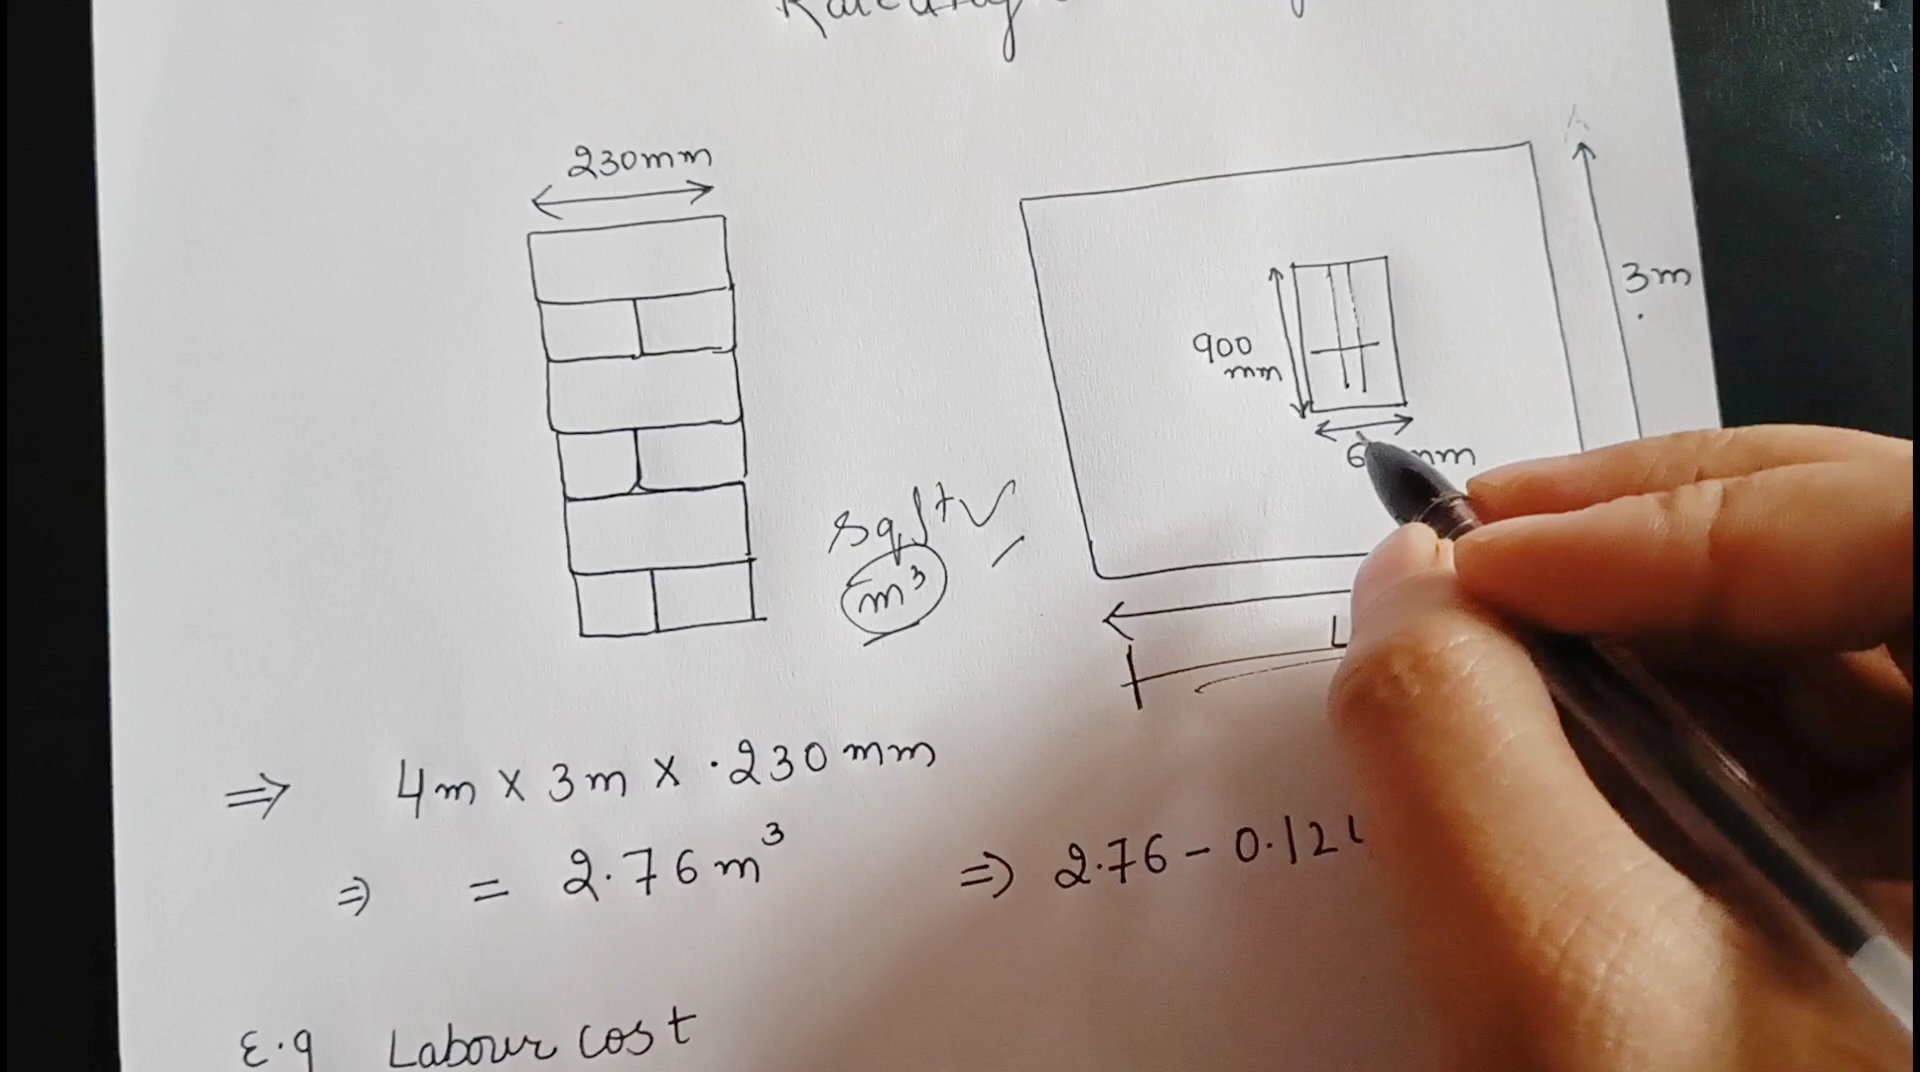 230mm
3m
900
mm
sqft
m³
L
⇒ 4m x 3m x .230 mm
⇒ = 2.76 m³
⇒ 2.76 - 0.12
E.g Labour cost